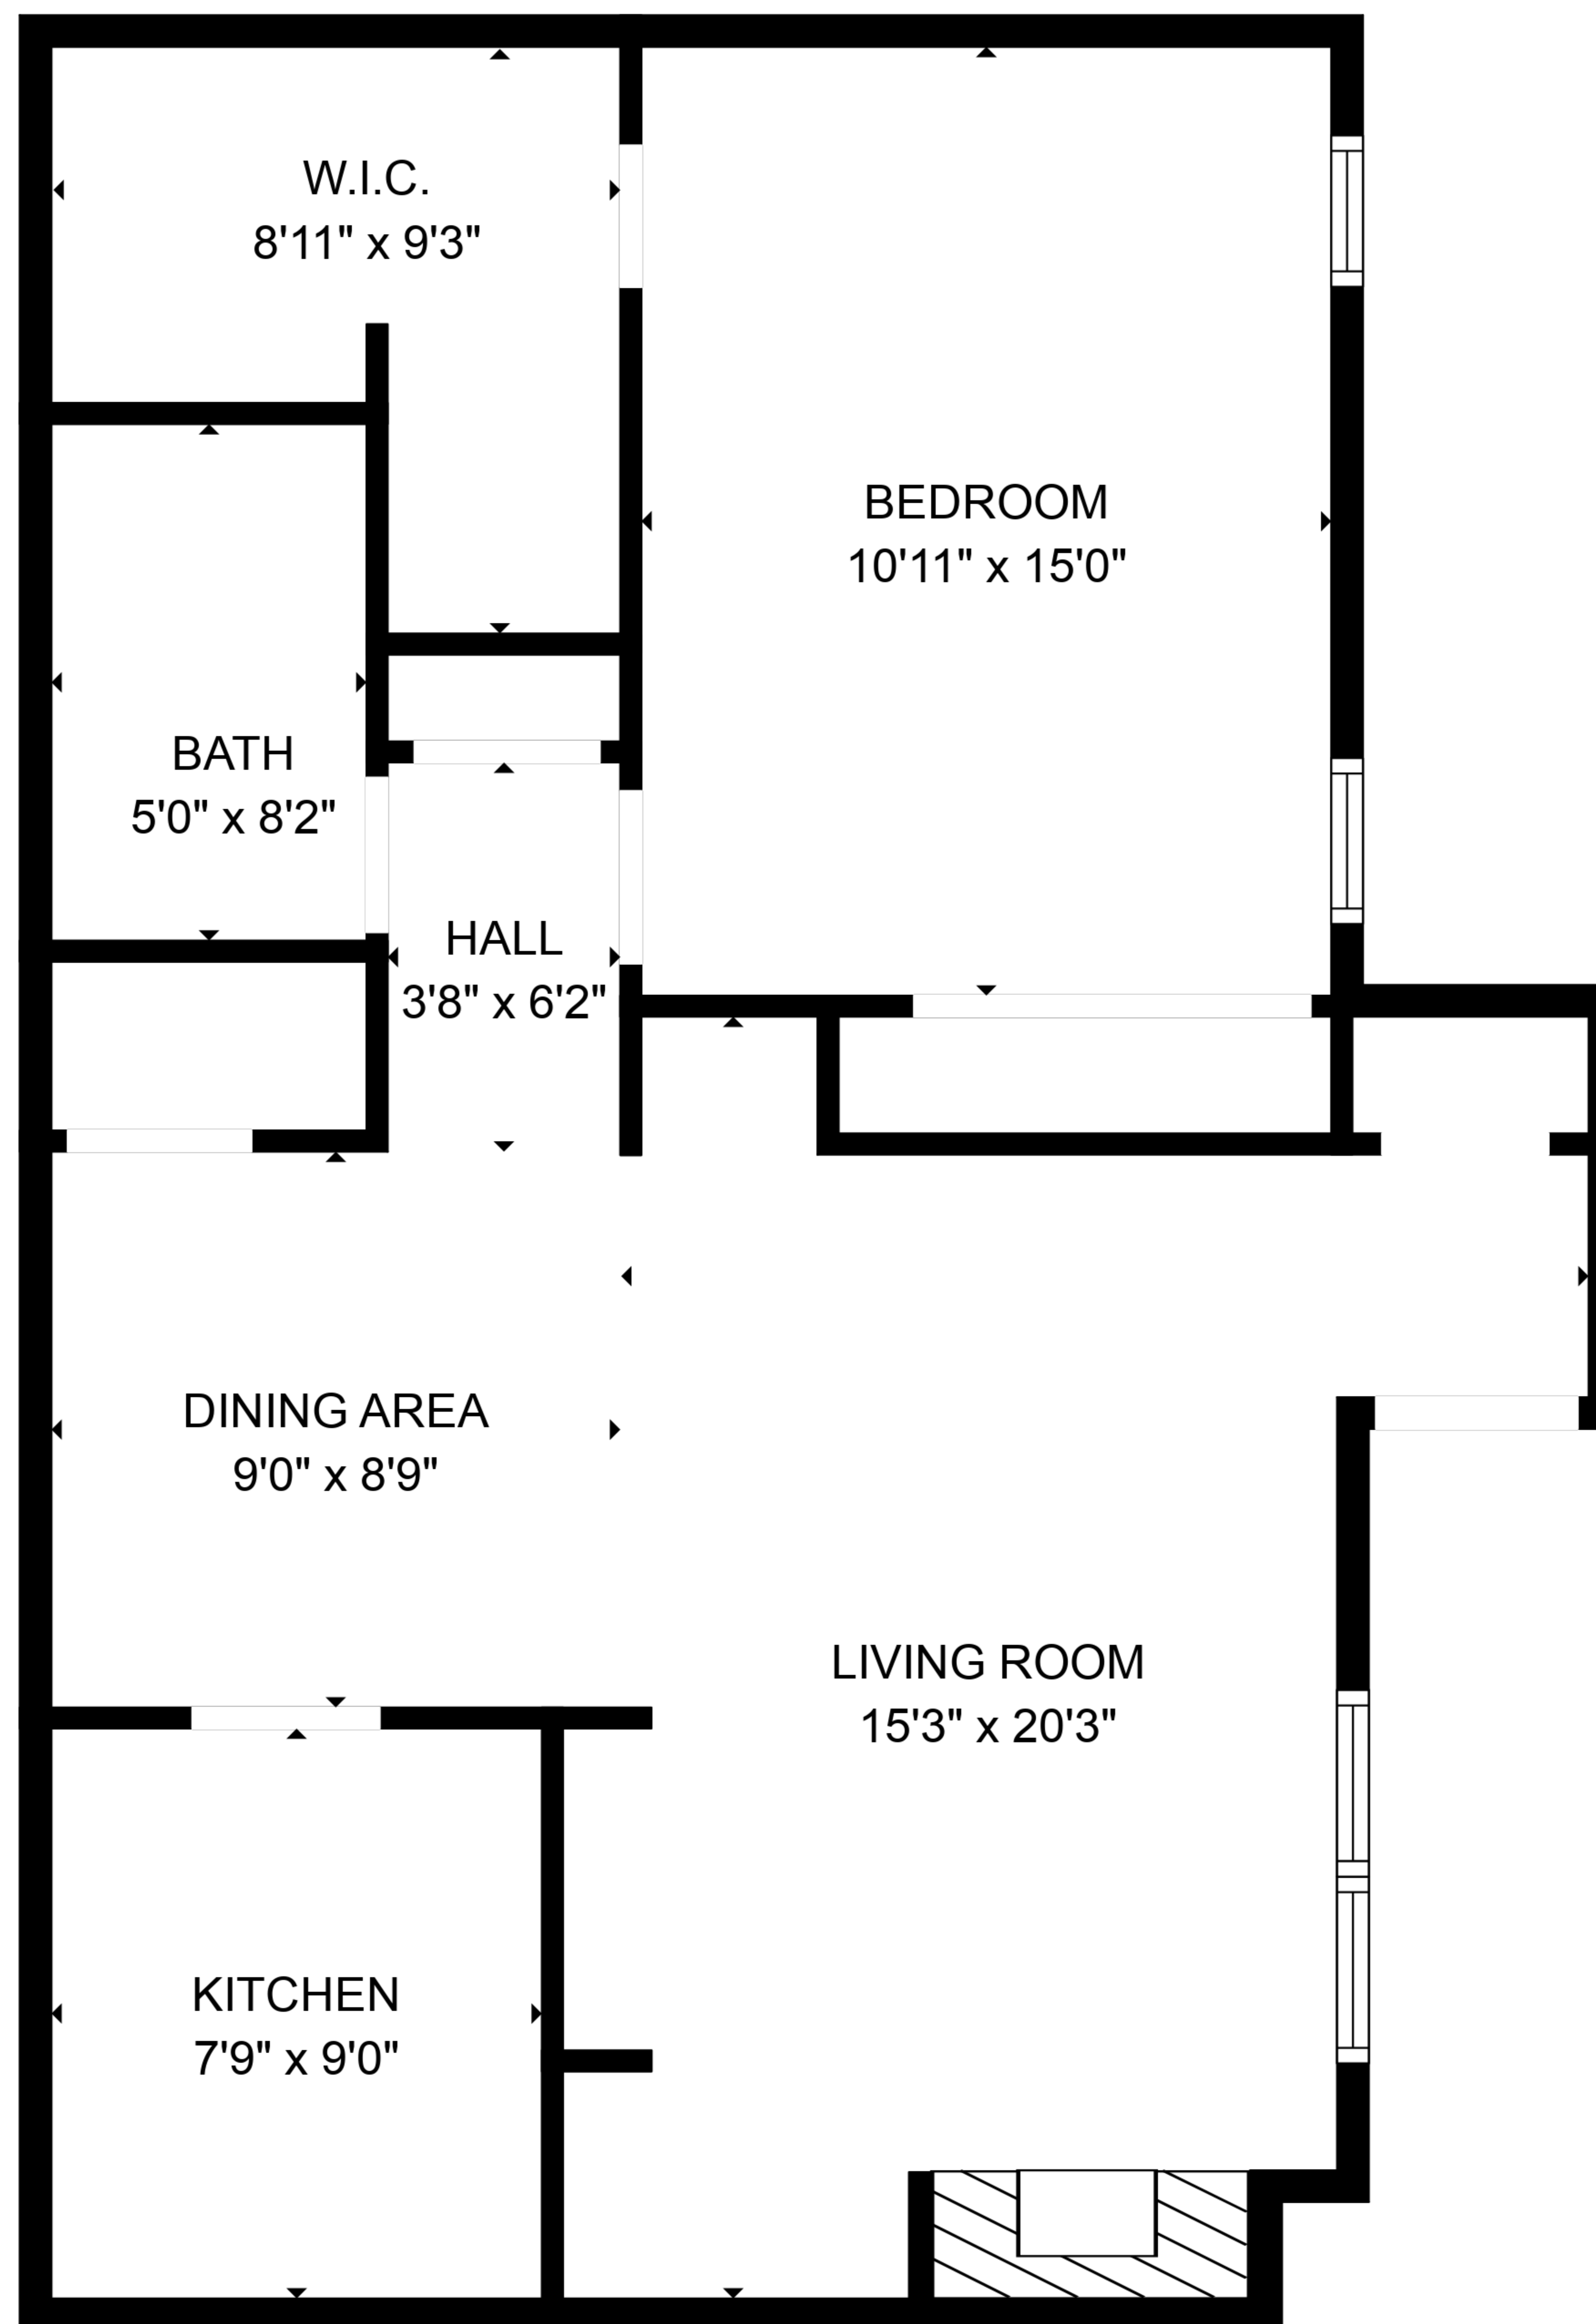 W.I.C.
8'11" x 9'3"
BEDROOM
10'11" x 15'0"
BATH
5'0" x 8'2"
HALL
3'8" x 6'2"
DINING AREA
9'0" x 8'9"
LIVING ROOM
15'3" x 20'3"
KITCHEN
7'9" x 9'0"